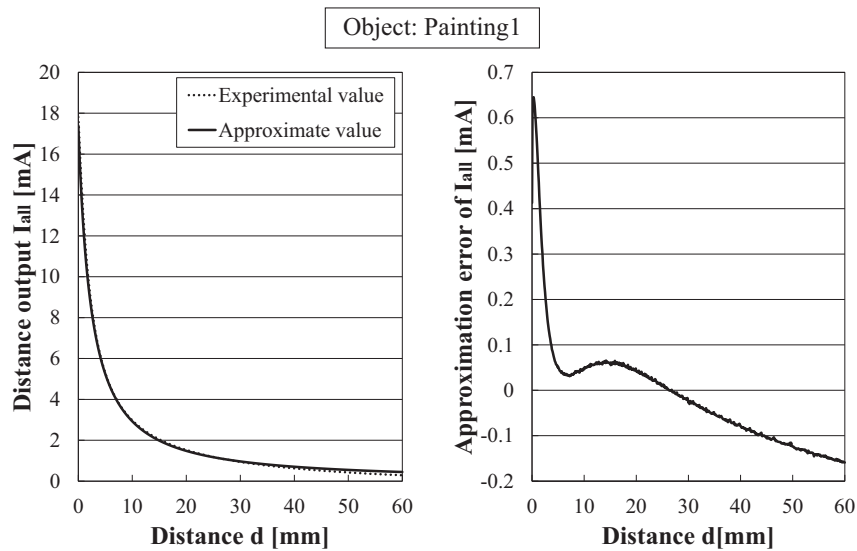 Object: Painting1
Distance output Iall [mA]
20
18
16
14
12
10
8
6
4
2
0
Experimental value
Approximate value
0 10 20 30 40 50 60
Distance d [mm]
Approximation error of Iall [mA]
0.7
0.6
0.5
0.4
0.3
0.2
0.1
0
-0.1
-0.2
0 10 20 30 40 50 60
Distance d[mm]